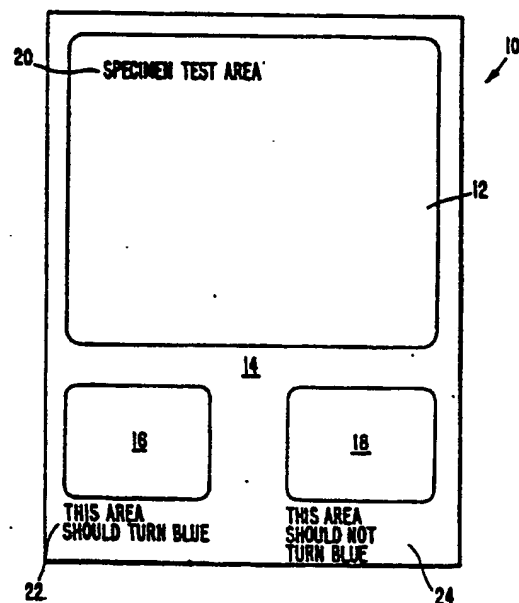 10
20 SPECIMEN TEST AREA
12
14
16
18
THIS AREA
SHOULD TURN BLUE
THIS AREA
SHOULD NOT
TURN BLUE
22
24